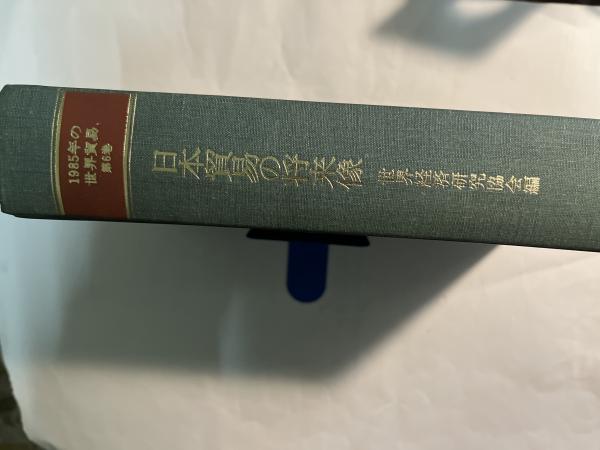 1985年の
世界貿易,
第6巻
日本貿易の将来像
世界経済研究協会編